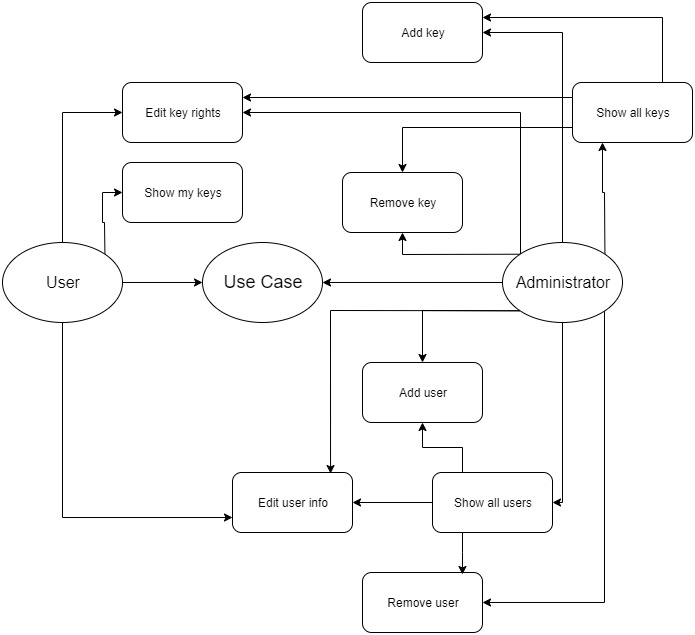 Add key
Edit key rights
Show all keys
Show my keys
Remove key
User
Use Case
Administrator
Add user
Edit user info
Show all users
Remove user